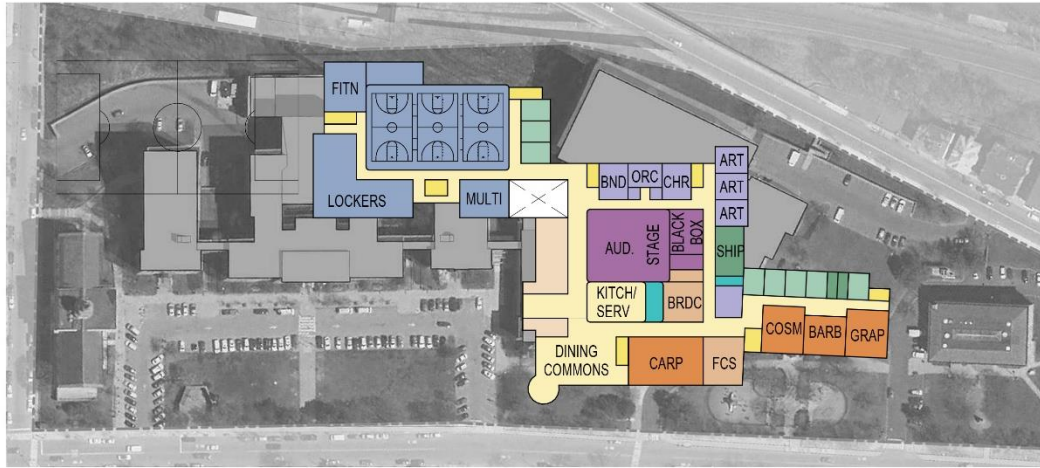 FITN
LOCKERS
MULTI
BND
ORC
CHR
ART
ART
ART
AUD.
STAGE
BLACK
BOX
SHIP
KITCH/
SERV
BRDC
DINING
COMMONS
CARP
FCS
COSM
BARB
GRAP